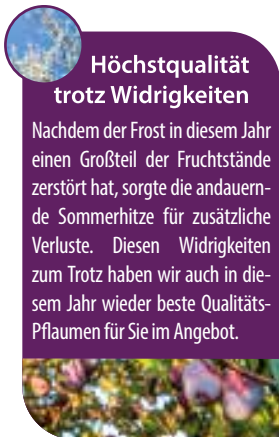 Höchstqualität
trotz Widrigkeiten
Nachdem der Frost in diesem Jahr
einen Großteil der Fruchtstände
zerstört hat, sorgte die andauern-
de Sommerhitze für zusätzliche
Verluste. Diesen Widrigkeiten
zum Trotz haben wir auch in die-
sem Jahr wieder beste Qualitäts-
Pflaumen für Sie im Angebot.